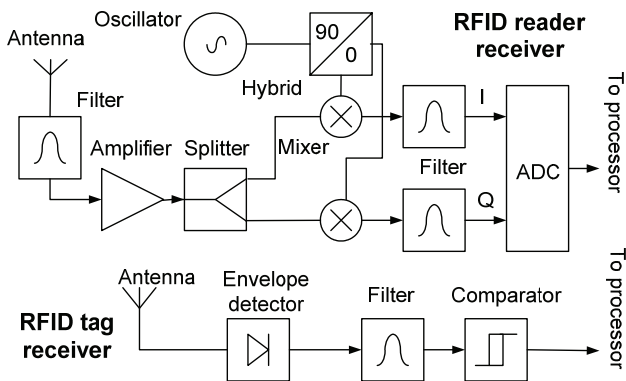 Oscillator
RFID reader
receiver
Antenna
90
0
Hybrid
Filter
To processor
Amplifier
Splitter
Mixer
I
Filter
ADC
Q
Antenna
Envelope
detector
Filter
Comparator
To processor
RFID tag
receiver